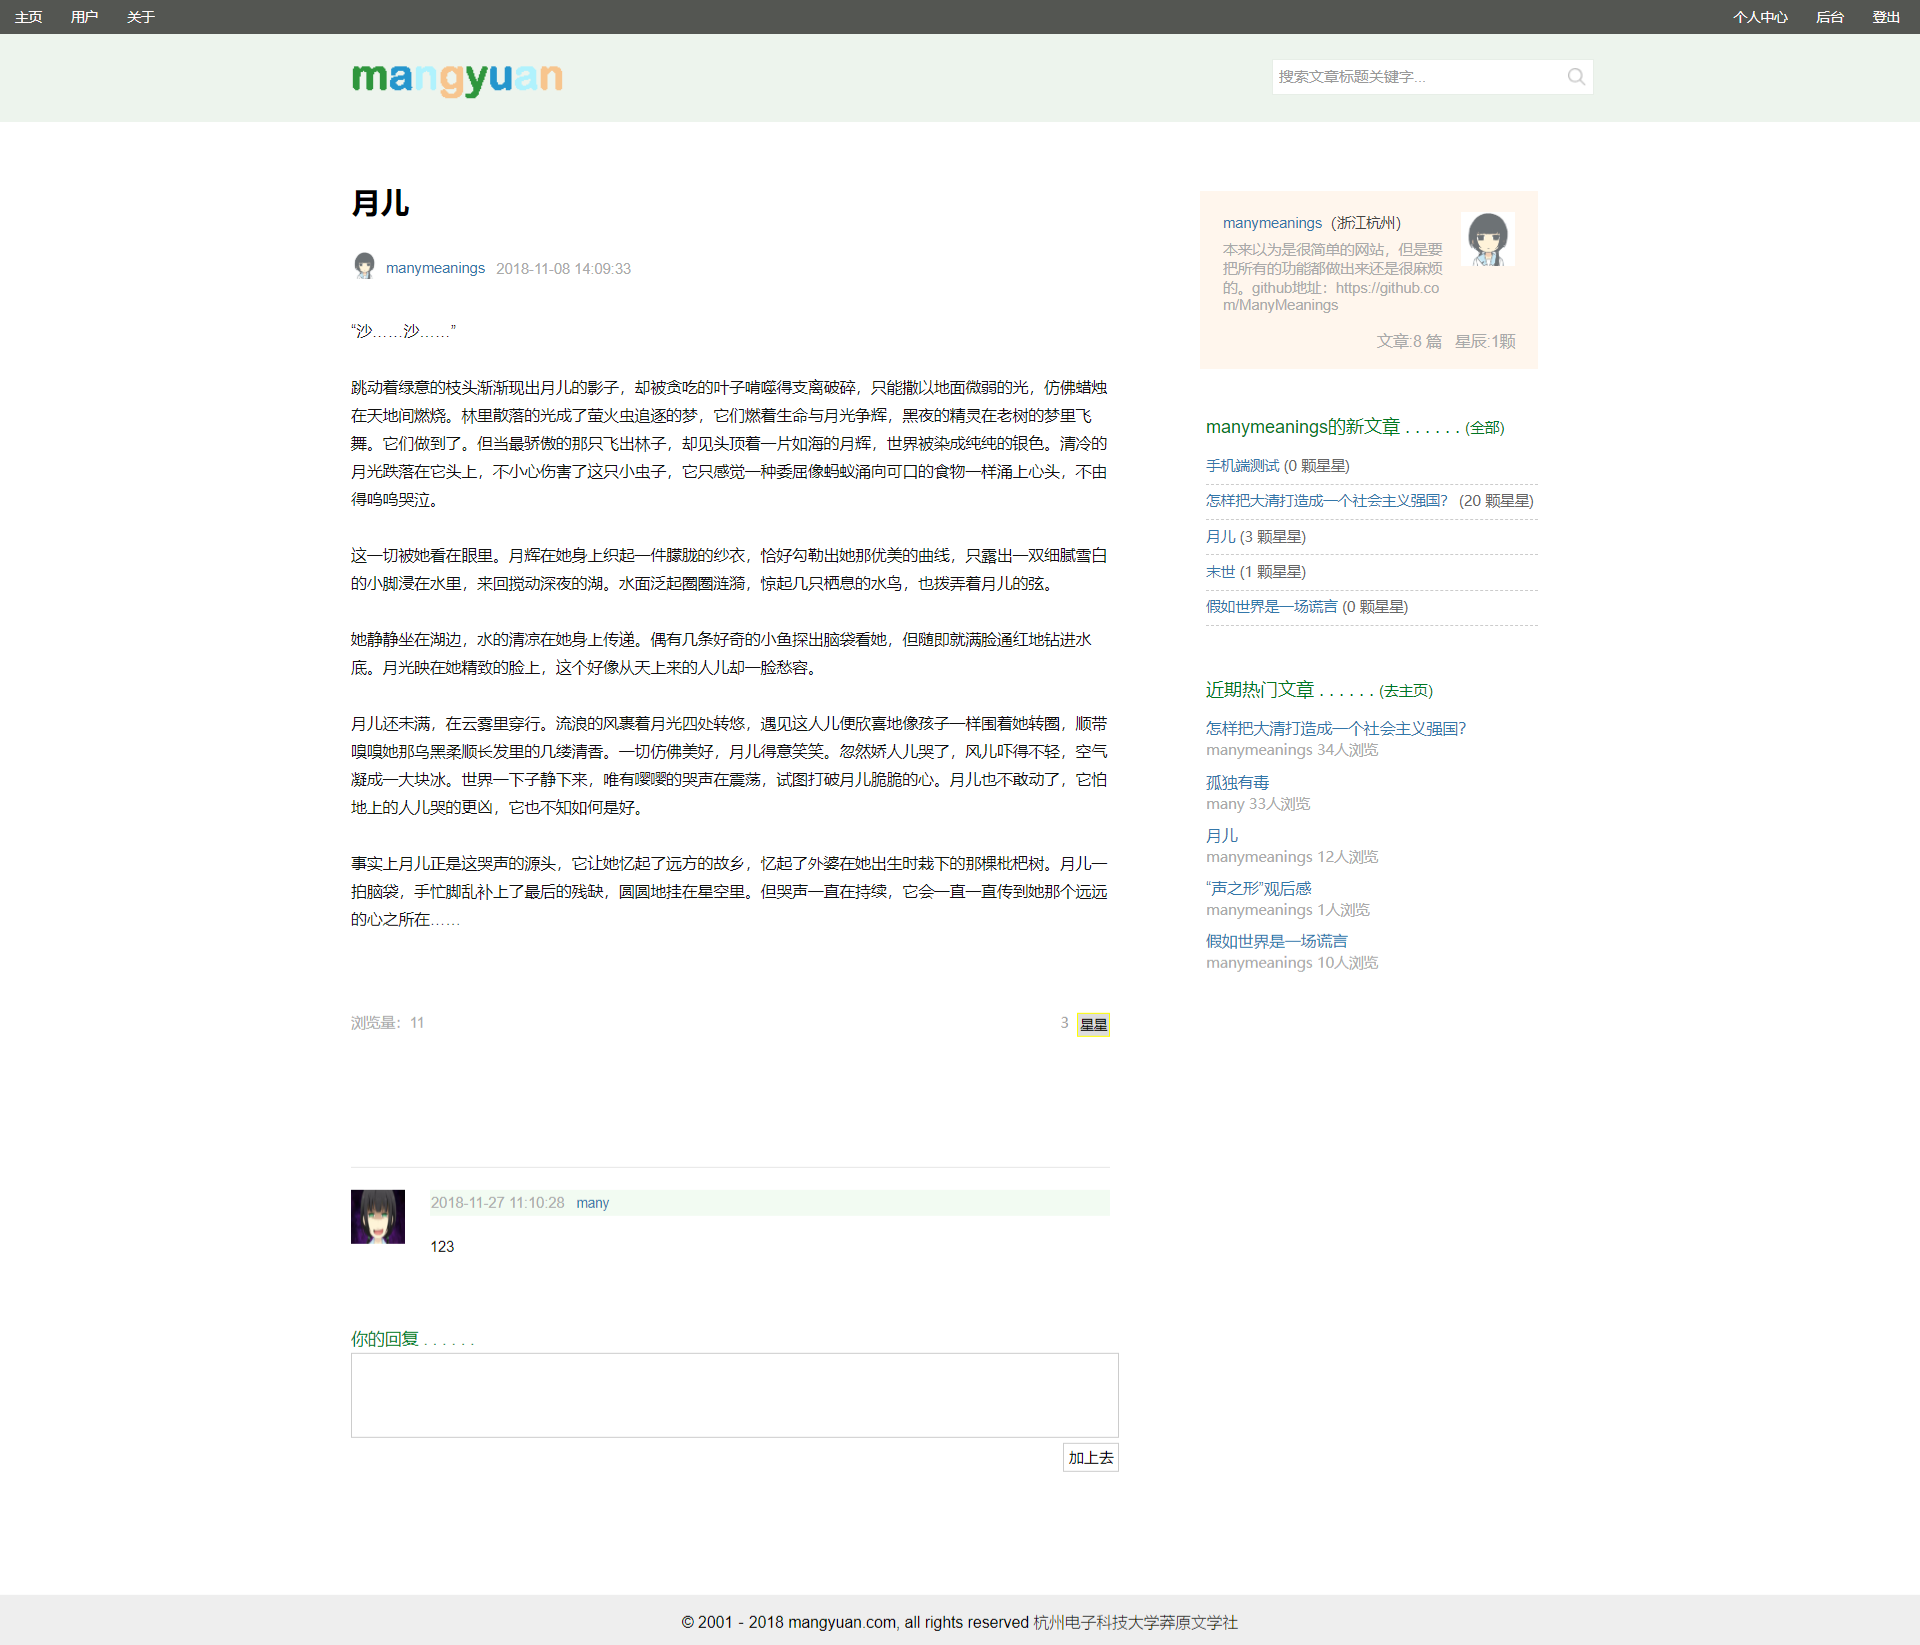 主页 用户 关于 个人中心 后台 登出
mangyuan
搜索文章标题关键字...
月儿
manymeanings 2018-11-08 14:09:33
“沙……沙……”
跳动着绿意的枝头渐渐现出月儿的影子，却被贪吃的叶子啃噬得支离破碎，只能撒以地面微弱的光，仿佛蜡烛
在天地间燃烧。林里散落的光成了萤火虫追逐的梦，它们燃着生命与月光争辉，黑夜的精灵在老树的梦里飞
舞。它们做到了。但当最骄傲的那只飞出林子，却见头顶着一片如海的月辉，世界被染成纯纯的银色。清冷的
月光跌落在它头上，不小心伤害了这只小虫子，它只感觉一种委屈像蚂蚁涌向可口的食物一样涌上心头，不由
得呜呜哭泣。
这一切被她看在眼里。月辉在她身上织起一件朦胧的纱衣，恰好勾勒出她那优美的曲线，只露出一双细腻雪白
的小脚浸在水里，来回搅动深夜的湖。水面泛起圈圈涟漪，惊起几只栖息的水鸟，也拨弄着月儿的弦。
她静静坐在湖边，水的清凉在她身上传递。偶有几条好奇的小鱼探出脑袋看她，但随即就满脸通红地钻进水
底。月光映在她精致的脸上，这个好像从天上来的人儿却一脸愁容。
月儿还未满，在云雾里穿行。流浪的风裹着月光四处转悠，遇见这人儿便欣喜地像孩子一样围着她转圈，顺带
嗅嗅她那乌黑柔顺长发里的几缕清香。一切仿佛美好，月儿得意笑笑。忽然娇人儿哭了，风儿吓得不轻，空气
凝成一大块冰。世界一下子静下来，唯有嘤嘤的哭声在震荡，试图打破月儿脆脆的心。月儿也不敢动了，它怕
地上的人儿哭的更凶，它也不知如何是好。
事实上月儿正是这哭声的源头，它让她忆起了远方的故乡，忆起了外婆在她出生时栽下的那棵枇杷树。月儿一
拍脑袋，手忙脚乱补上了最后的残缺，圆圆地挂在星空里。但哭声一直在持续，它会一直一直传到她那个远远
的心之所在……
浏览量：11 3 星星
2018-11-27 11:10:28 many
123
你的回复 . . . . . .
加上去
manymeanings（浙江杭州）
本来以为是很简单的网站，但是要
把所有的功能都做出来还是很麻烦
的。github地址：https://github.co
m/ManyMeanings
文章:8 篇 星辰:1颗
manymeanings的新文章 . . . . . . (全部)
手机端测试 (0 颗星星)
怎样把大清打造成一个社会主义强国？ (20 颗星星)
月儿 (3 颗星星)
末世 (1 颗星星)
假如世界是一场谎言 (0 颗星星)
近期热门文章 . . . . . . (去主页)
怎样把大清打造成一个社会主义强国？
manymeanings 34人浏览
孤独有毒
many 33人浏览
月儿
manymeanings 12人浏览
“声之形”观后感
manymeanings 1人浏览
假如世界是一场谎言
manymeanings 10人浏览
© 2001 - 2018 mangyuan.com, all rights reserved 杭州电子科技大学莽原文学社